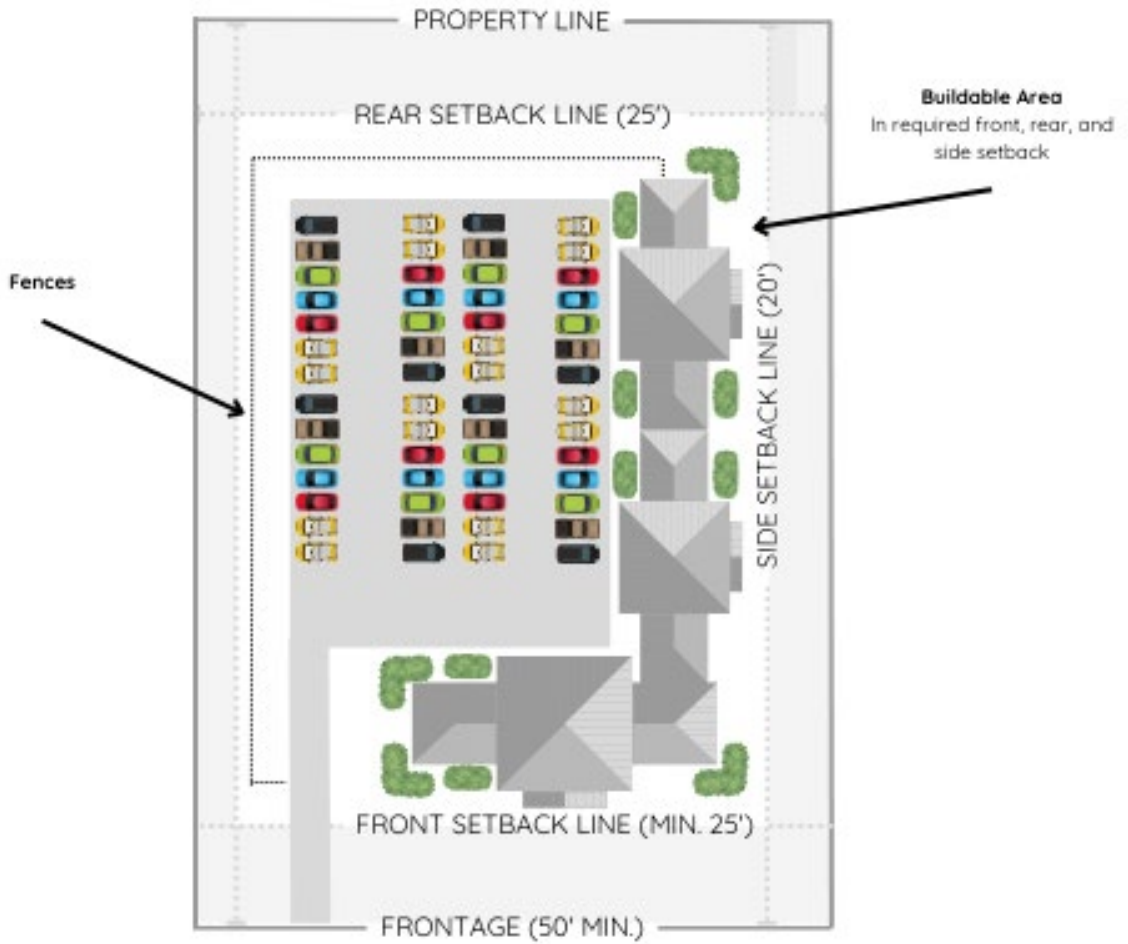 PROPERTY LINE
REAR SETBACK LINE (25')
Buildable Area
In required front, rear, and
side setback
Fences
SIDE SETBACK LINE (20')
FRONT SETBACK LINE (MIN. 25')
FRONTAGE (50' MIN.)